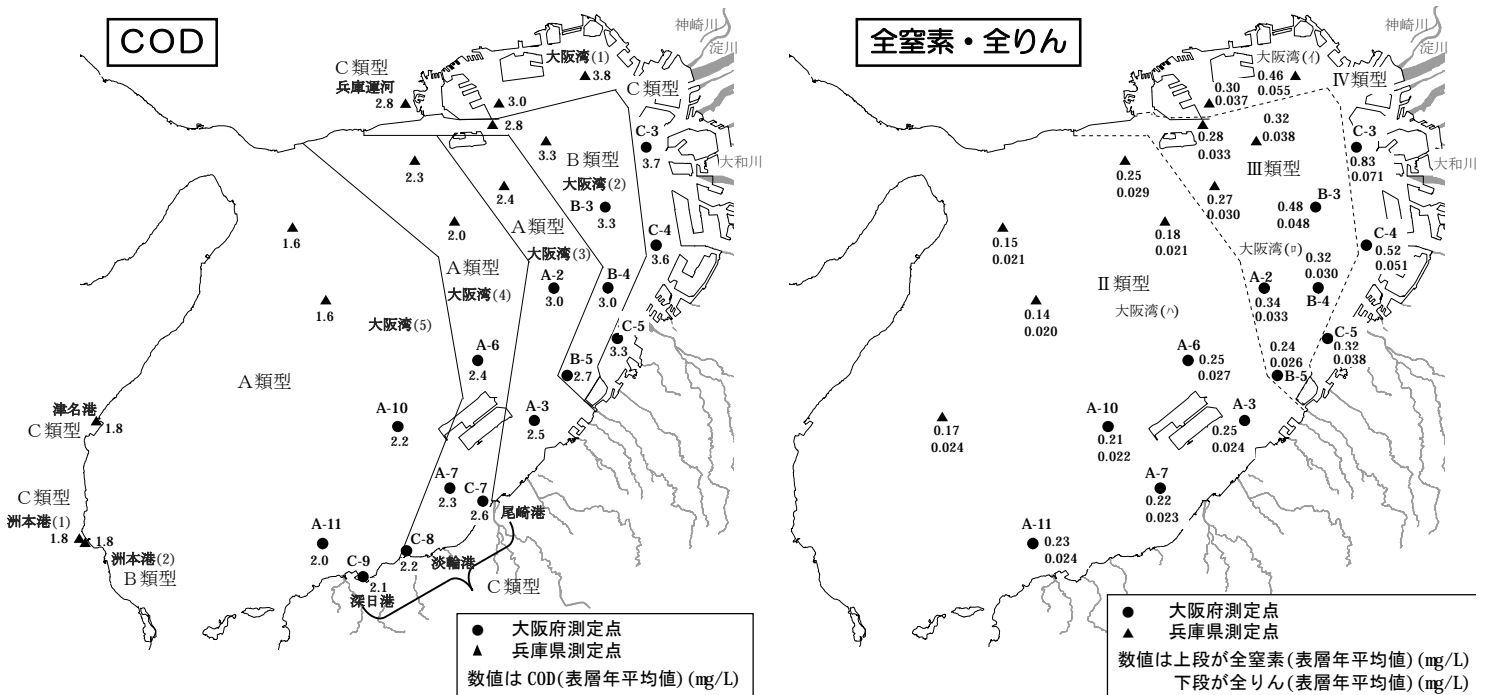 COD
神崎川
淀川
大阪湾(1)
3.8
C類型
C類型
兵庫運河
2.8
3.0
2.8
C-3
3.7
3.3
B類型
大和川
2.3
大阪湾(2)
2.4
B-3
3.3
1.6
2.0
A類型
C-4
3.6
大阪湾(3)
A類型
A-2
3.0
B-4
3.0
大阪湾(4)
1.6
大阪湾(5)
C-5
3.3
A-6
2.4
B-5
2.7
A類型
津名港
1.8
C類型
A-10
2.2
A-3
2.5
A-7
2.3
C-7
2.6
C類型
洲本港(1)
1.8
1.8
尾崎港
A-11
2.0
C-8
2.2
淡輪港
洲本港(2)
B類型
C-9
2.1
深日港
C類型
● 大阪府測定点
▲ 兵庫県測定点
数値は COD(表層年平均値) (mg/L)
全窒素・全りん
神崎川
淀川
大阪湾(イ)
0.46
0.055
Ⅳ類型
0.30
0.037
0.32
0.038
0.28
0.033
C-3
0.83
0.071
大和川
0.25
0.029
Ⅲ類型
0.27
0.030
B-3
0.48
0.048
0.15
0.021
0.18
0.021
C-4
0.52
0.051
大阪湾(ロ)
0.32
0.030
B-4
A-2
0.34
0.033
Ⅱ類型
大阪湾(ハ)
0.14
0.020
C-5
0.32
0.038
A-6
0.25
0.027
0.24
0.026
B-5
0.17
0.024
A-10
0.21
0.022
A-3
0.25
0.024
A-7
0.22
0.023
A-11
0.23
0.024
● 大阪府測定点
▲ 兵庫県測定点
数値は上段が全窒素(表層年平均値) (mg/L)
下段が全りん(表層年平均値) (mg/L)